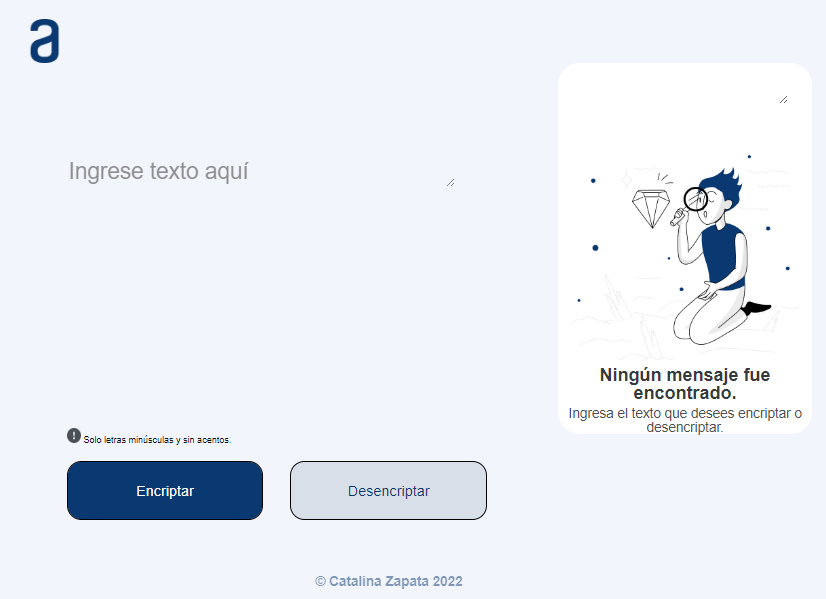 a
Ingrese texto aquí
Ningún mensaje fue
encontrado.
Ingresa el texto que desees encriptar o
desencriptar.
! Solo letras minúsculas y sin acentos.
Encriptar
Desencriptar
© Catalina Zapata 2022